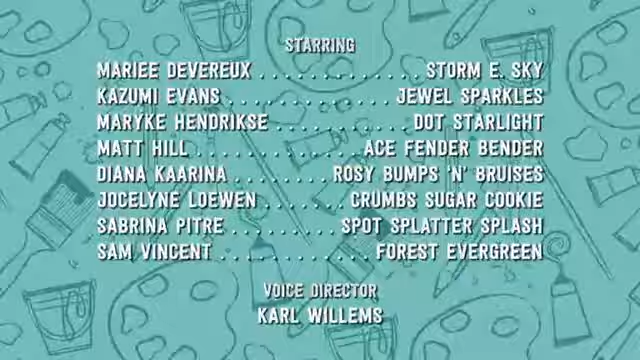 STARRING
MARIEE DEVEREUX . . . . . . . . . . . . . STORM E. SKY
KAZUMI EVANS . . . . . . . . . . . . . JEWEL SPARKLES
MARYKE HENDRIKSE . . . . . . . . . . . DOT STARLIGHT
MATT HILL . . . . . . . . . . . . . ACE FENDER BENDER
DIANA KAARINA . . . . . . . . ROSY BUMPS 'N' BRUISES
JOCELYNE LOEWEN . . . . . . . CRUMBS SUGAR COOKIE
SABRINA PITRE . . . . . . . . SPOT SPLATTER SPLASH
SAM VINCENT . . . . . . . . . . . . FOREST EVERGREEN
VOICE DIRECTOR
KARL WILLEMS